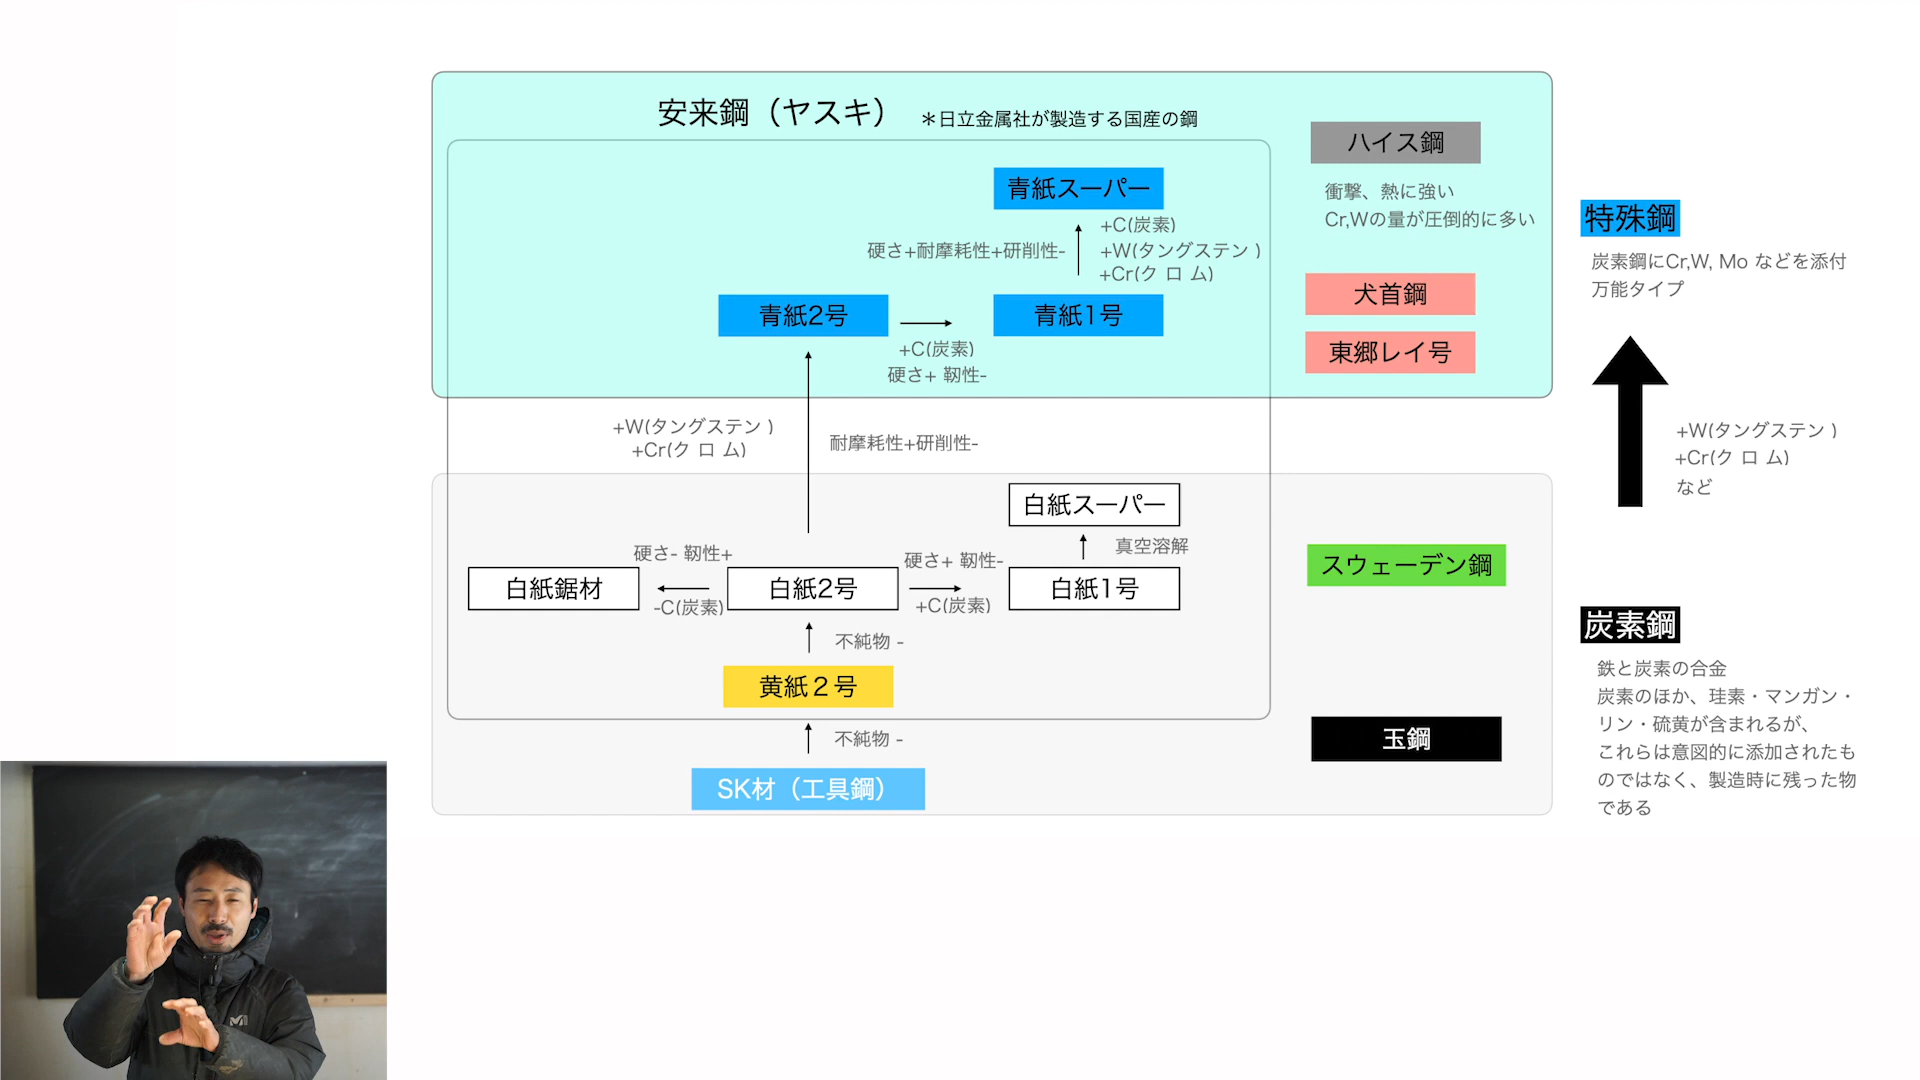 安来鋼（ヤスキ）
＊日立金属社が製造する国産の鋼
ハイス鋼
衝撃、熱に強い
Cr,Wの量が圧倒的に多い
青紙スーパー
+C(炭素)
+W(タングステン )
+Cr(ク ロ ム)
硬さ+耐摩耗性+研削性-
青紙2号
青紙1号
+C(炭素)
硬さ+ 靭性-
犬首鋼
東郷レイ号
特殊鋼
炭素鋼にCr,W, Mo などを添付
万能タイプ
+W(タングステン )
+Cr(ク ロ ム)
耐摩耗性+研削性-
+W(タングステン )
+Cr(ク ロ ム)
など
白紙スーパー
真空溶解
硬さ- 靭性+
硬さ+ 靭性-
白紙鋸材
-C(炭素)
白紙2号
+C(炭素)
白紙1号
スウェーデン鋼
不純物 -
黄紙２号
不純物 -
SK材（工具鋼）
玉鋼
炭素鋼
鉄と炭素の合金
炭素のほか、珪素・マンガン・
リン・硫黄が含まれるが、
これらは意図的に添加されたも
のではなく、製造時に残った物
である